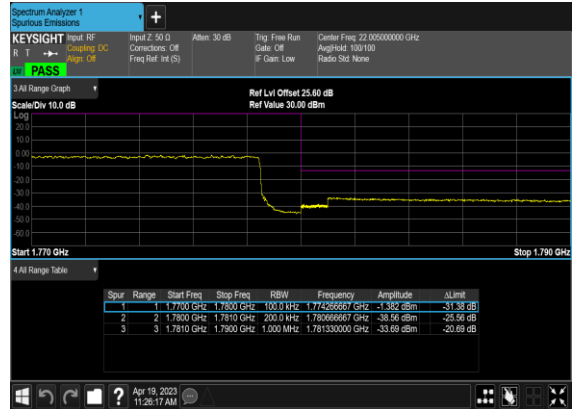 Spectrum Analyzer 1
Spurious Emissions
KEYSIGHT Input: RF Input Z: 50 Ω Atten: 30 dB Trig: Free Run Center Freq: 22.005000000 GHz
R T Coupling: DC Corrections: Off Gate: Off Avg|Hold: 100/100
Align: Off Freq Ref: Int (S) IF Gain: Low Radio Std: None
PASS
3 All Range Graph
Ref Lvl Offset 25.60 dB
Scale/Div 10.0 dB Ref Value 30.00 dBm
Log
20.0
10.0
0.00
-10.0
-20.0
-30.0
-40.0
-50.0
-60.0
Start 1.770 GHz Stop 1.790 GHz
4 All Range Table
Spur Range Start Freq Stop Freq RBW Frequency Amplitude ΔLimit
1 1 1.7700 GHz 1.7800 GHz 100.0 kHz 1.774266667 GHz -1.382 dBm -31.38 dB
2 2 1.7800 GHz 1.7810 GHz 200.0 kHz 1.780666667 GHz -38.56 dBm -25.56 dB
3 3 1.7810 GHz 1.7900 GHz 1.000 MHz 1.781330000 GHz -33.69 dBm -20.69 dB
Apr 19, 2023
11:26:17 AM